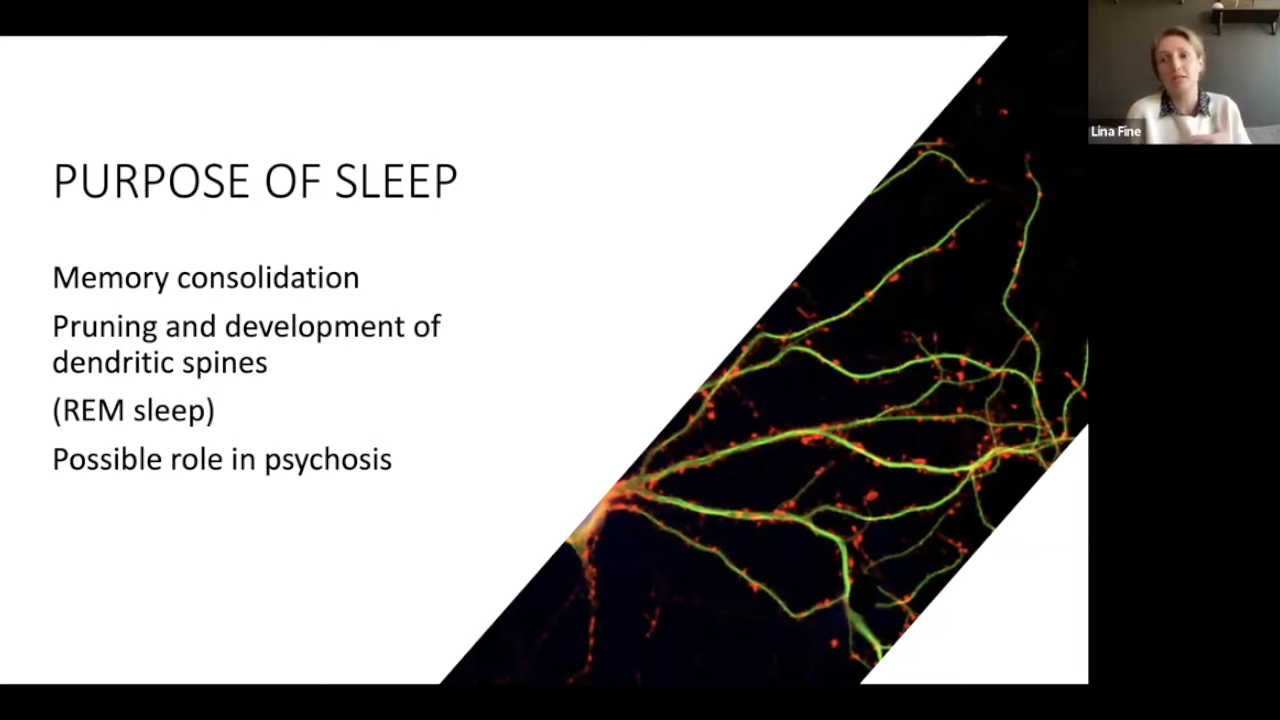 PURPOSE OF SLEEP
Memory consolidation
Pruning and development of
dendritic spines
(REM sleep)
Possible role in psychosis
Lina Fine